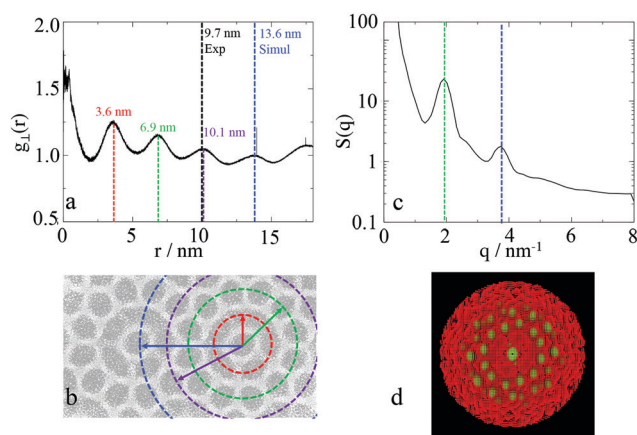 2.0
1.5
1.0
0.5
g⊥(r)
9.7 nm
Exp
13.6 nm
Simul
3.6 nm
6.9 nm
10.1 nm
a
0
5
10
15
r / nm
100
10
1
0.1
S(q)
c
0
2
4
6
8
q / nm-1
b
d